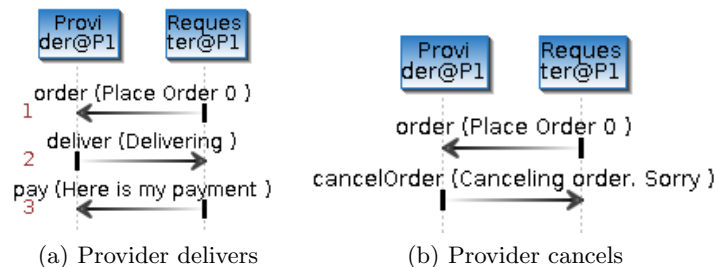 Provi
der@P1
Reques
ter@P1
order (Place Order 0 )
1
deliver (Delivering )
2
pay (Here is my payment )
3
(a) Provider delivers
Provi
der@P1
Reques
ter@P1
order (Place Order 0 )
cancelOrder (Canceling order. Sorry )
(b) Provider cancels